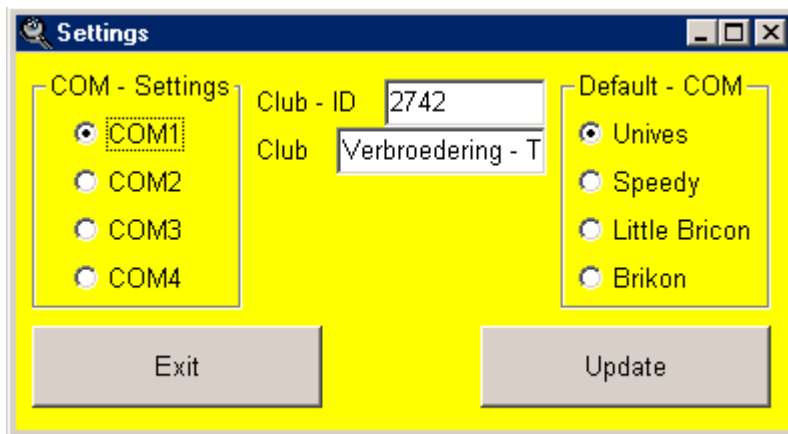 Settings
COM - Settings
COM1
COM2
COM3
COM4
Club - ID 2742
Club Verbroedering - T
Default - COM
Unives
Speedy
Little Bricon
Brikon
Exit
Update